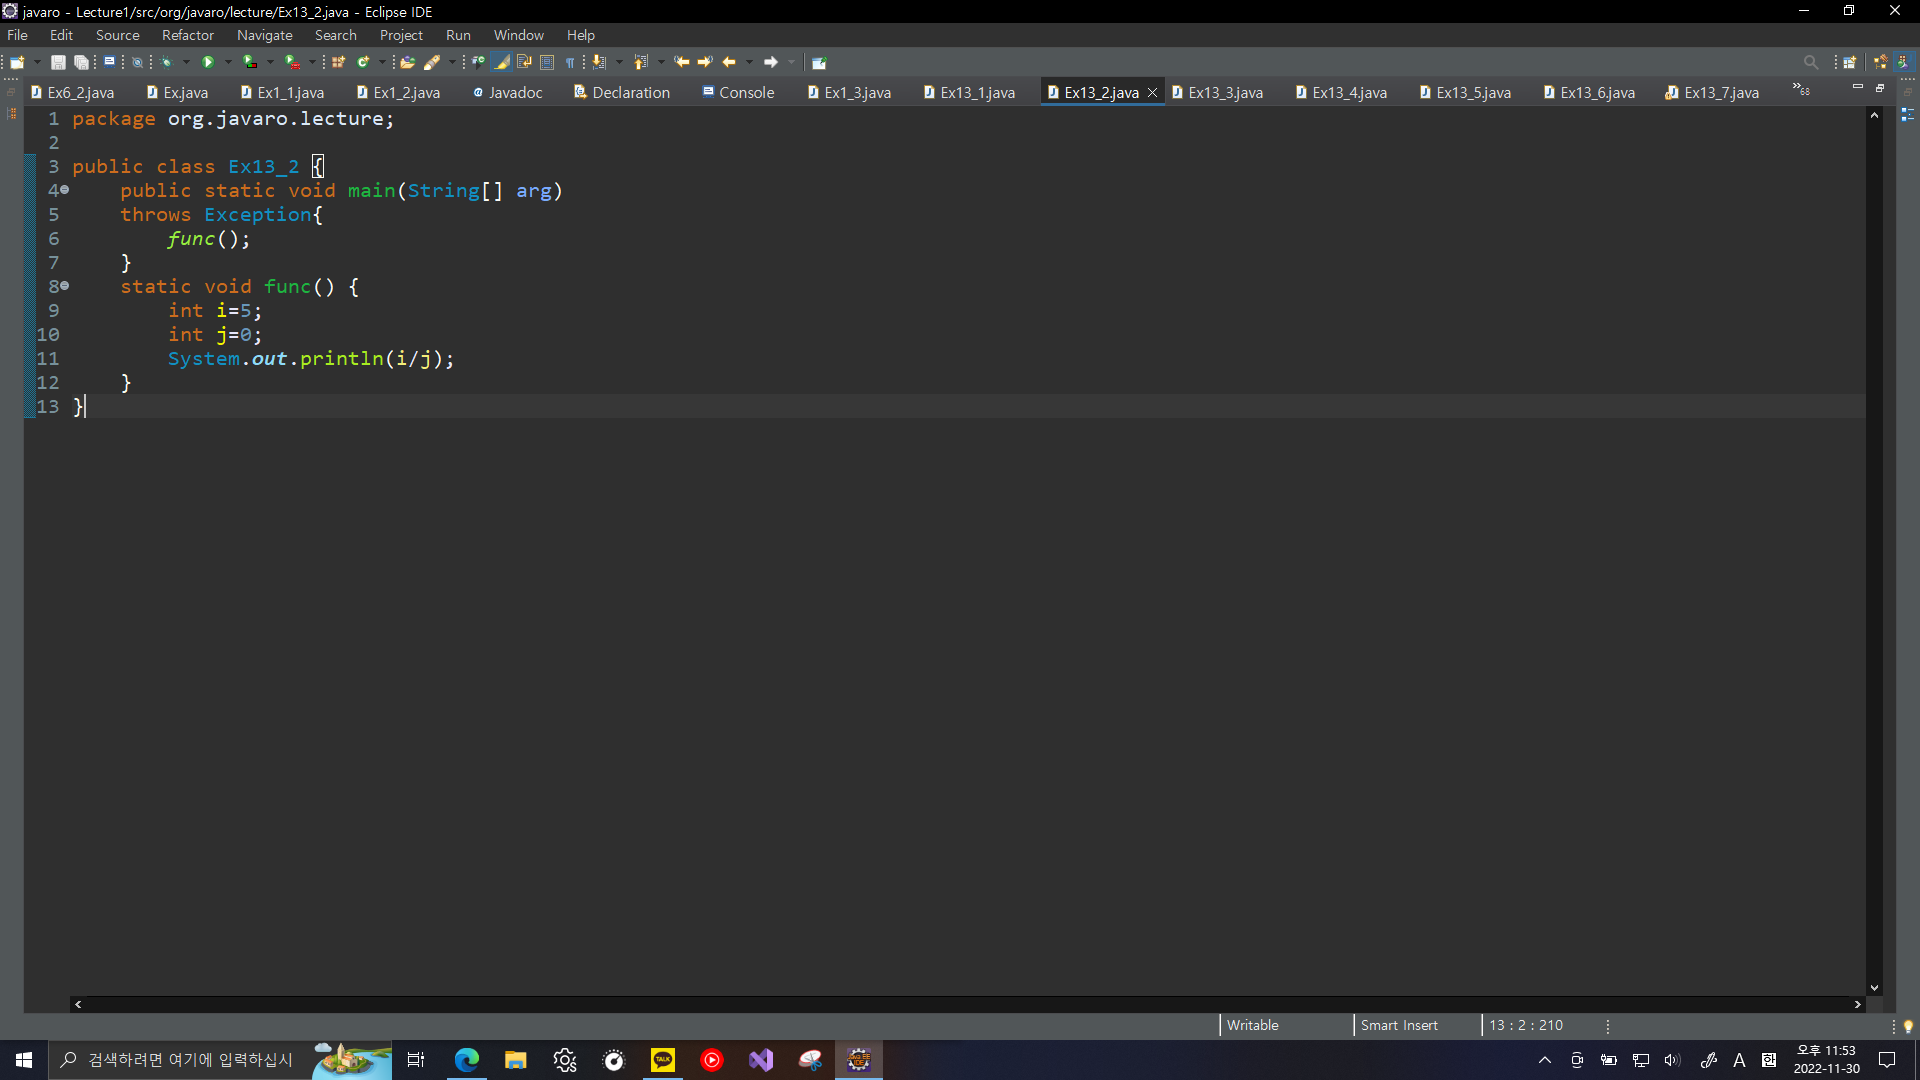 javaro - Lecture1/src/org/javaro/lecture/Ex13_2.java - Eclipse IDE
File Edit Source Refactor Navigate Search Project Run Window Help
Ex6_2.java Ex.java Ex1_1.java Ex1_2.java Javadoc Declaration Console Ex1_3.java Ex13_1.java Ex13_2.java Ex13_3.java Ex13_4.java Ex13_5.java Ex13_6.java Ex13_7.java »68
1 package org.javaro.lecture;
2
3 public class Ex13_2 {
4 public static void main(String[] arg)
5 throws Exception{
6 func();
7 }
8 static void func() {
9 int i=5;
10 int j=0;
11 System.out.println(i/j);
12 }
13 }
Writable Smart Insert 13 : 2 : 210
검색하려면 여기에 입력하십시
TALK
A
오후 11:53
2022-11-30